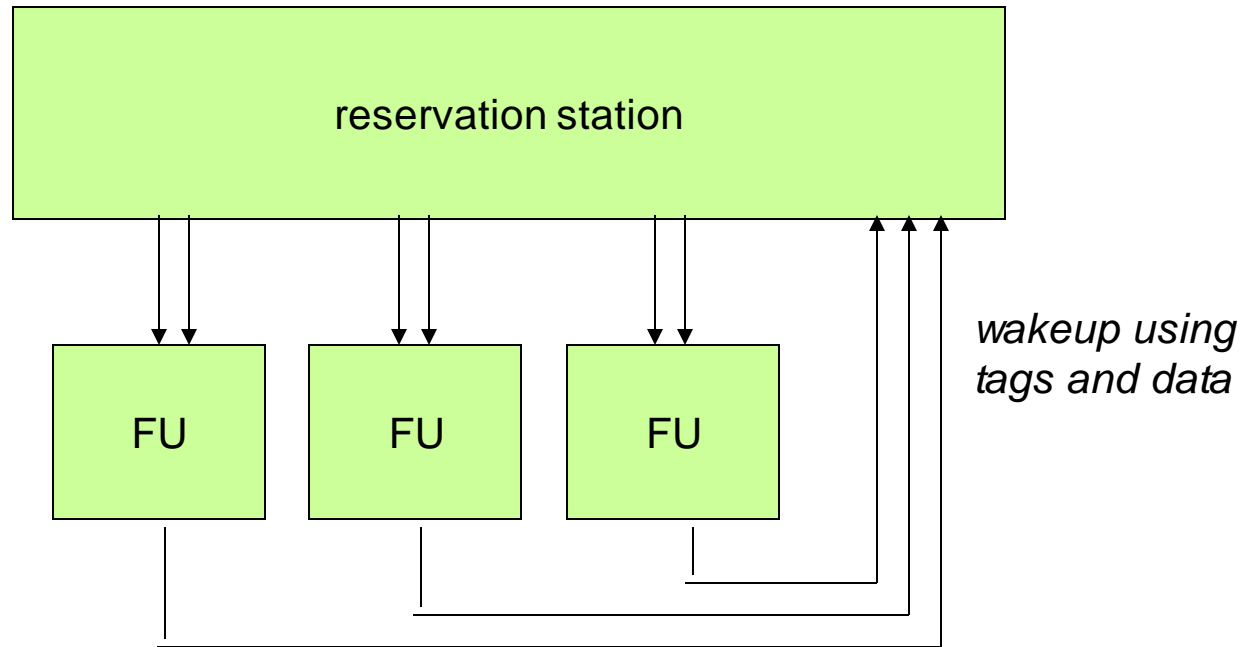 reservation station
wakeup using
tags and data
FU
FU
FU